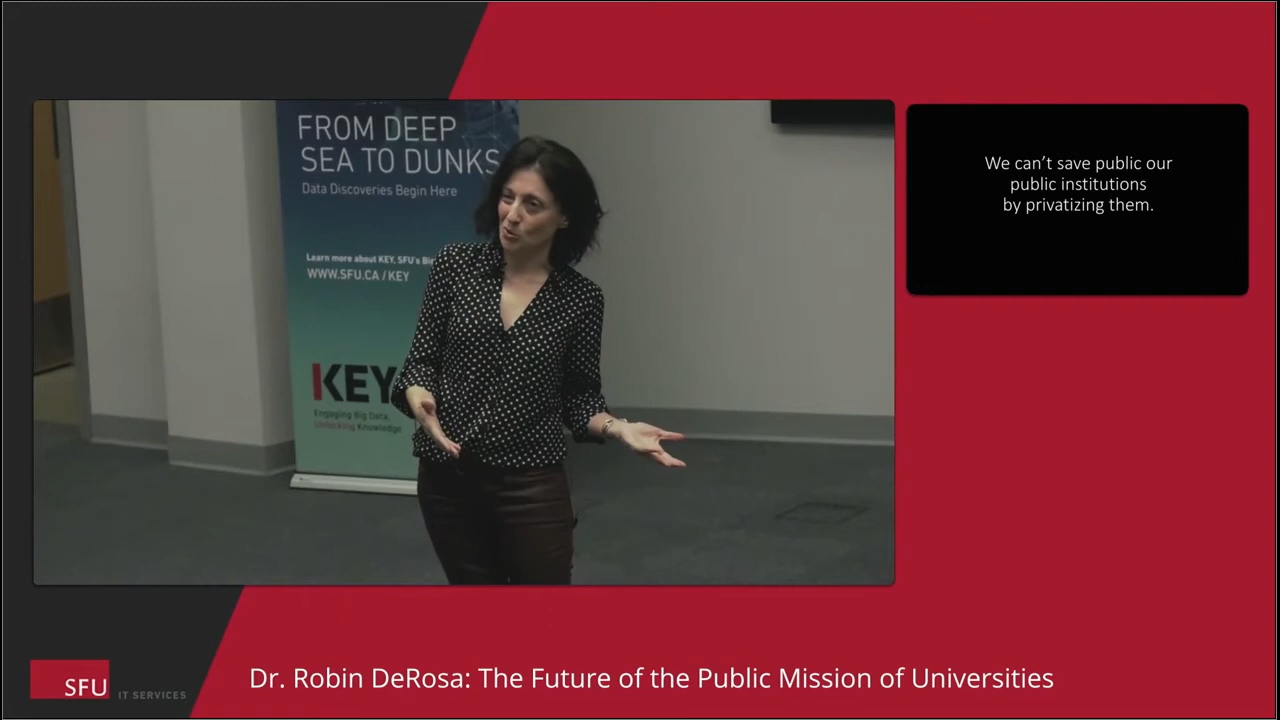 FROM DEEP
SEA TO DUNKS
Data Discoveries Begin Here
Learn more about KEY, SFU's Bi
WWW.SFU.CA/KEY
KEY
Engaging Big Data,
Unlocking Knowledge
We can't save public our
public institutions
by privatizing them.
Dr. Robin DeRosa: The Future of the Public Mission of Universities
SFU IT SERVICES